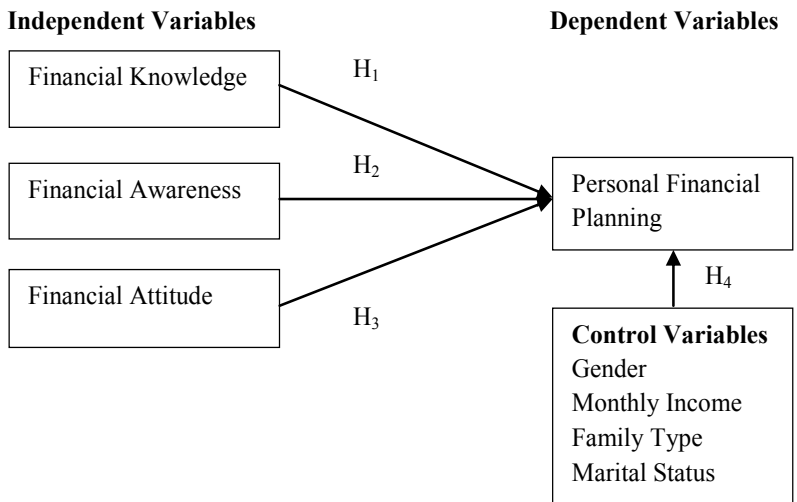 Independent Variables
Dependent Variables
Financial Knowledge
H₁
Financial Awareness
H₂
Personal Financial
Planning
Financial Attitude
H₃
H₄
Control Variables
Gender
Monthly Income
Family Type
Marital Status